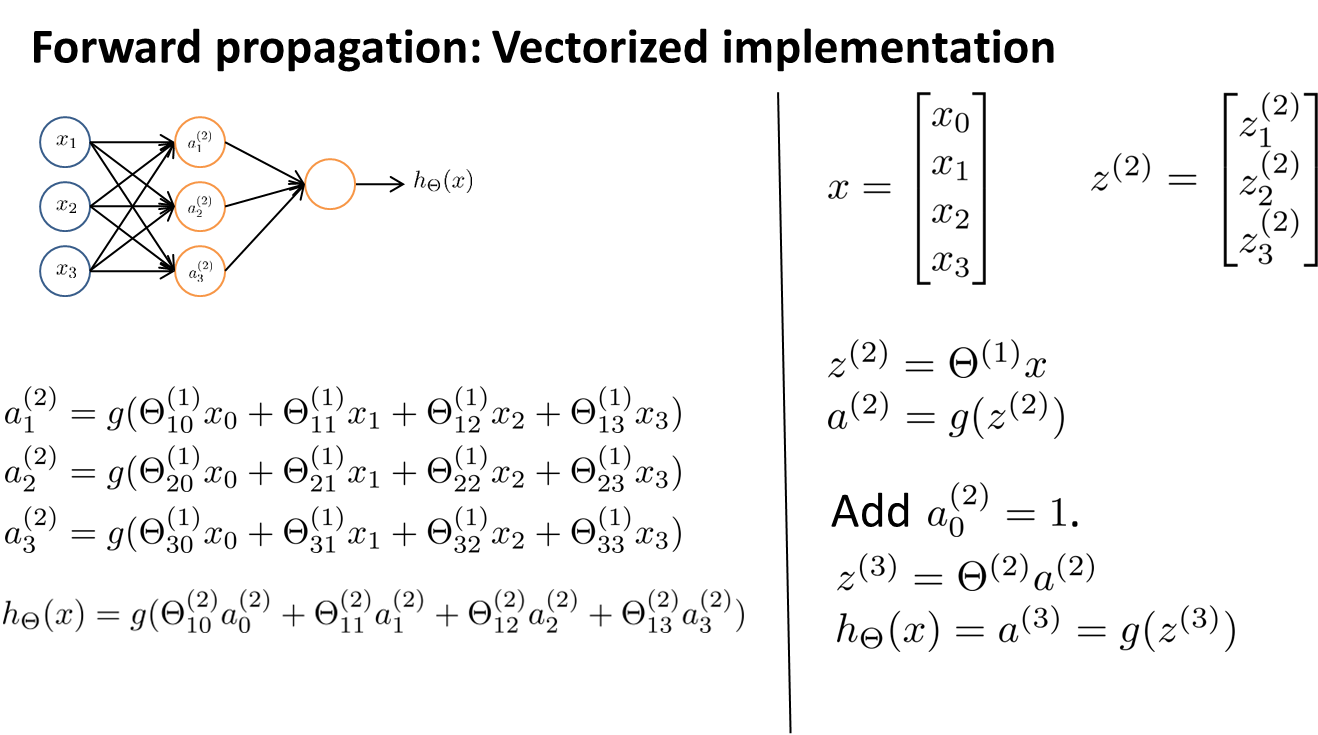 Forward propagation: Vectorized implementation
x₁
x₂
x₃
a₁⁽²⁾
a₂⁽²⁾
a₃⁽²⁾
h_Θ(x)
a₁⁽²⁾ = g(Θ₁₀⁽¹⁾x₀ + Θ₁₁⁽¹⁾x₁ + Θ₁₂⁽¹⁾x₂ + Θ₁₃⁽¹⁾x₃)
a₂⁽²⁾ = g(Θ₂₀⁽¹⁾x₀ + Θ₂₁⁽¹⁾x₁ + Θ₂₂⁽¹⁾x₂ + Θ₂₃⁽¹⁾x₃)
a₃⁽²⁾ = g(Θ₃₀⁽¹⁾x₀ + Θ₃₁⁽¹⁾x₁ + Θ₃₂⁽¹⁾x₂ + Θ₃₃⁽¹⁾x₃)
h_Θ(x) = g(Θ₁₀⁽²⁾a₀⁽²⁾ + Θ₁₁⁽²⁾a₁⁽²⁾ + Θ₁₂⁽²⁾a₂⁽²⁾ + Θ₁₃⁽²⁾a₃⁽²⁾)
x =
x₀
x₁
x₂
x₃
z⁽²⁾ =
z₁⁽²⁾
z₂⁽²⁾
z₃⁽²⁾
z⁽²⁾ = Θ⁽¹⁾x
a⁽²⁾ = g(z⁽²⁾)
Add a₀⁽²⁾ = 1.
z⁽³⁾ = Θ⁽²⁾a⁽²⁾
h_Θ(x) = a⁽³⁾ = g(z⁽³⁾)